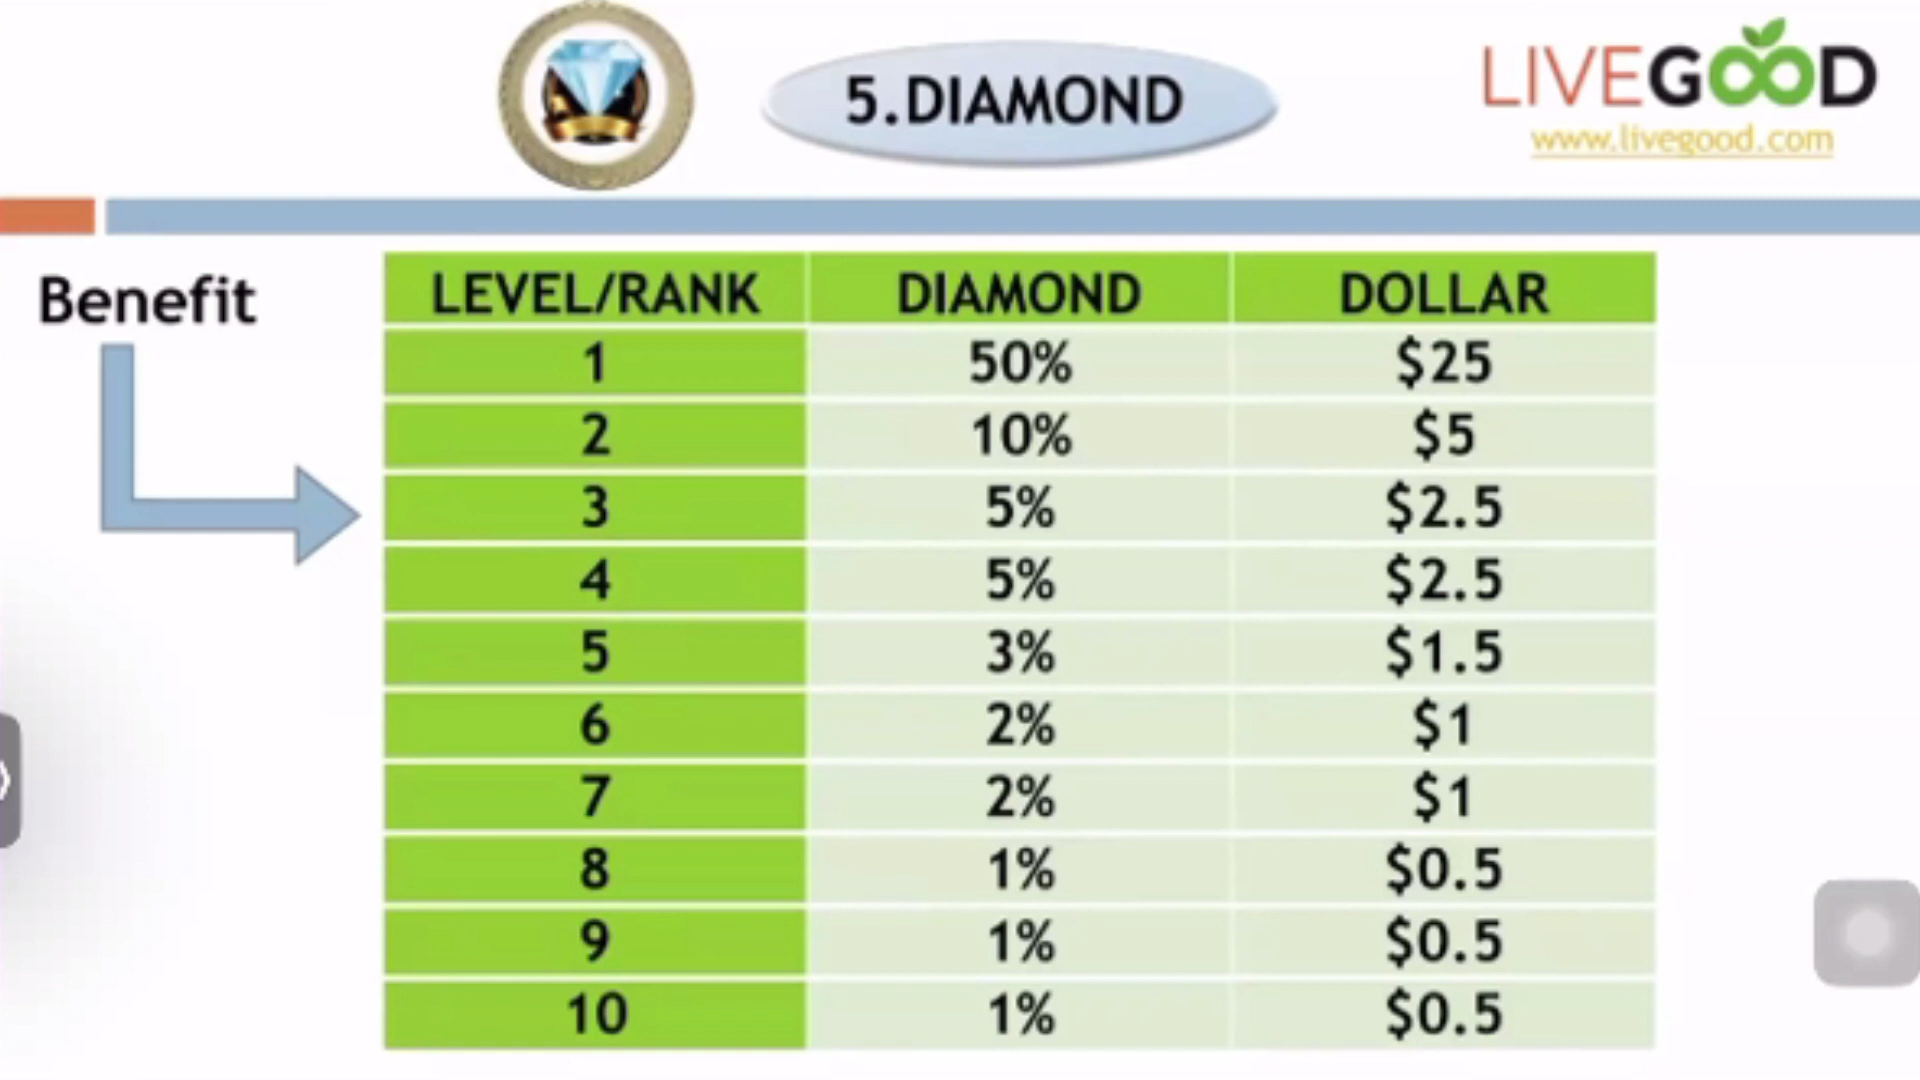 5.DIAMOND
LIVEGOOD
www.livegood.com
Benefit
LEVEL/RANK DIAMOND DOLLAR
1 50% $25
2 10% $5
3 5% $2.5
4 5% $2.5
5 3% $1.5
6 2% $1
7 2% $1
8 1% $0.5
9 1% $0.5
10 1% $0.5